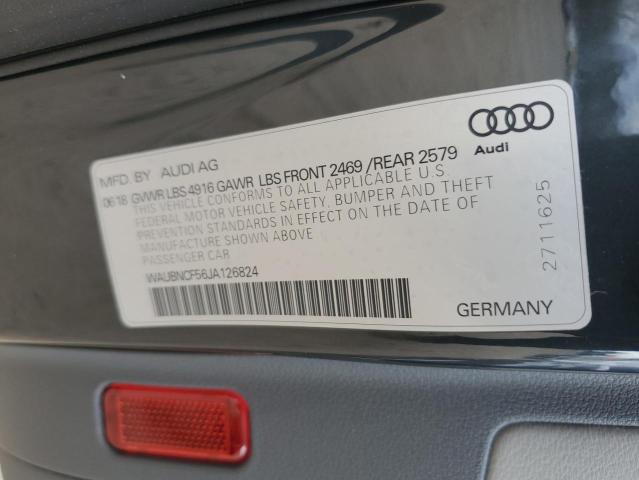 MFD. BY AUDI AG
0618 GVWR LBS 4916 GAWR LBS FRONT 2469 / REAR 2579
THIS VEHICLE CONFORMS TO ALL APPLICABLE U.S.
FEDERAL MOTOR VEHICLE SAFETY, BUMPER AND THEFT
PREVENTION STANDARDS IN EFFECT ON THE DATE OF
MANUFACTURE SHOWN ABOVE
PASSENGER CAR
WAUBNCF56JA126824
Audi
2711625
GERMANY